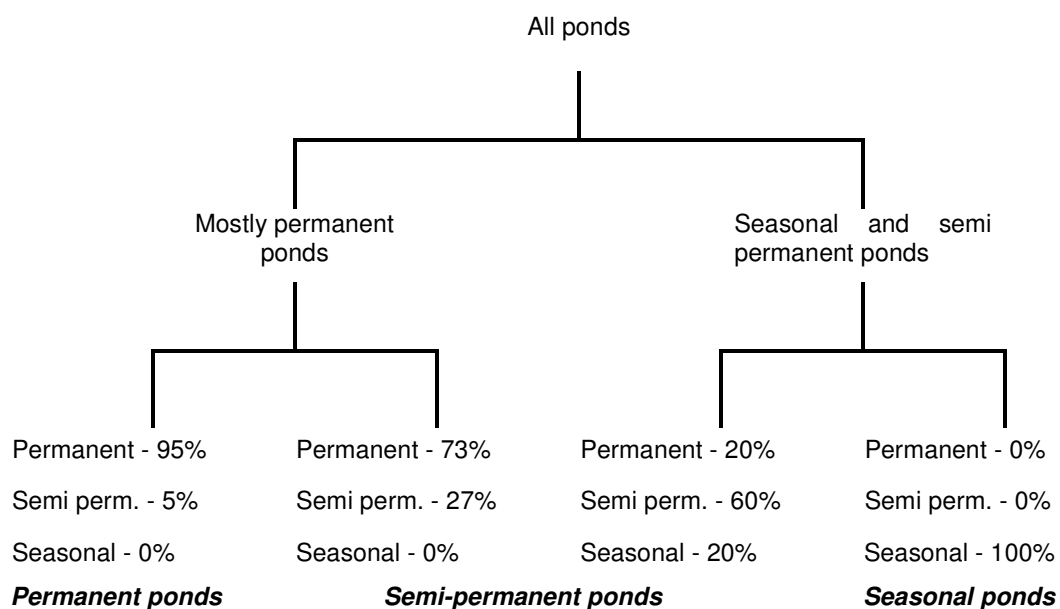 All ponds
Mostly permanent
ponds
Seasonal and semi
permanent ponds
Permanent - 95%
Permanent - 73%
Permanent - 20%
Permanent - 0%
Semi perm. - 5%
Semi perm. - 27%
Semi perm. - 60%
Semi perm. - 0%
Seasonal - 0%
Seasonal - 0%
Seasonal - 20%
Seasonal - 100%
Permanent ponds
Semi-permanent ponds
Seasonal ponds